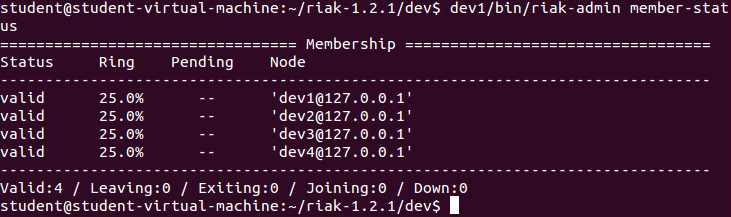 student@student-virtual-machine:~/riak-1.2.1/dev$ dev1/bin/riak-admin member-stat
us
================================= Membership ==================================
Status     Ring    Pending    Node
-------------------------------------------------------------------------------
valid      25.0%      --      'dev1@127.0.0.1'
valid      25.0%      --      'dev2@127.0.0.1'
valid      25.0%      --      'dev3@127.0.0.1'
valid      25.0%      --      'dev4@127.0.0.1'
-------------------------------------------------------------------------------
Valid:4 / Leaving:0 / Exiting:0 / Joining:0 / Down:0
student@student-virtual-machine:~/riak-1.2.1/dev$